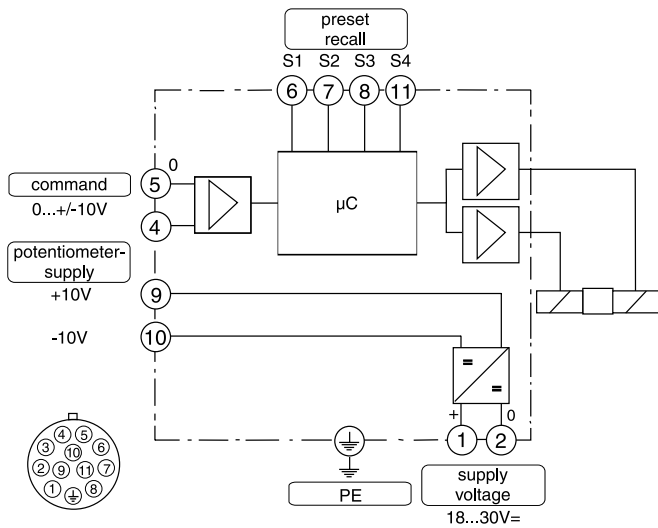 preset
recall
S1 S2 S3 S4
6 7 8 11
0
5
command
0...+/-10V
4
µC
potentiometer-
supply
+10V
9
-10V
10
=
=
+ 0
1 2
4 5
3 10 6
2 9 11 7
1 8
PE
supply
voltage
18...30V=